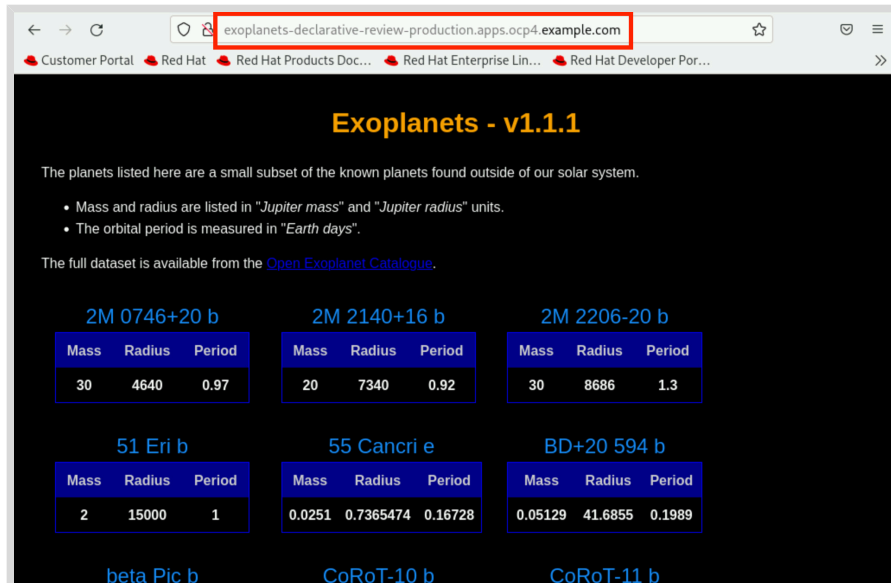 exoplanets-declarative-review-production.apps.ocp4.example.com
Customer Portal Red Hat Red Hat Products Doc... Red Hat Enterprise Lin... Red Hat Developer Por...
Exoplanets - v1.1.1
The planets listed here are a small subset of the known planets found outside of our solar system.
• Mass and radius are listed in "Jupiter mass" and "Jupiter radius" units.
• The orbital period is measured in "Earth days".
The full dataset is available from the Open Exoplanet Catalogue.
2M 0746+20 b 2M 2140+16 b 2M 2206-20 b
Mass Radius Period Mass Radius Period Mass Radius Period
30 4640 0.97 20 7340 0.92 30 8686 1.3
51 Eri b 55 Cancri e BD+20 594 b
Mass Radius Period Mass Radius Period Mass Radius Period
2 15000 1 0.0251 0.7365474 0.16728 0.05129 41.6855 0.1989
beta Pic b CoRoT-10 b CoRoT-11 b